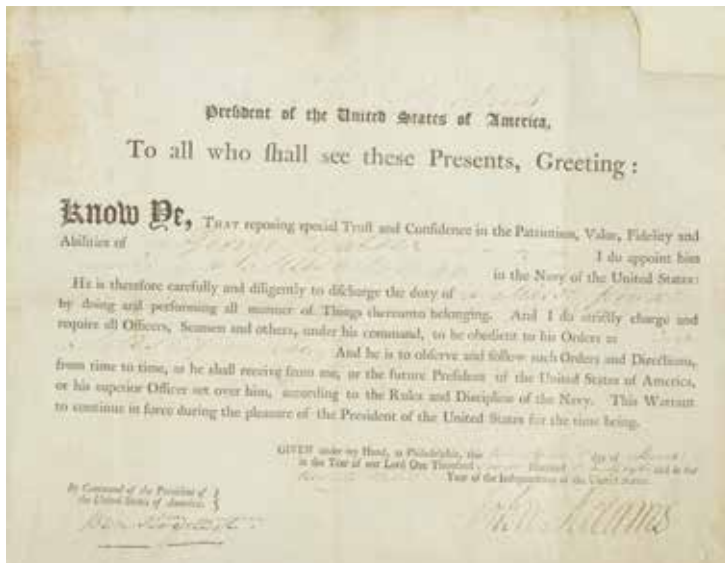 President of the United States of America,
To all who ſhall see these Presents, Greeting:
Know Ye, THAT reposing special Truſt and Confidence in the Patriotism, Valor, Fidelity and
Abilities of George I do appoint him
in the Navy of the United States:
He is therefore carefully and diligently to diſcharge the duty of
by doing and performing all manner of Things thereunto belonging. And I do ſtrictly charge and
require all Officers, Seamen and others, under his command, to be obedient to his Orders as
And he is to obſerve and follow ſuch Orders and Directions,
from time to time, as he ſhall receive from me, or the future Preſident of the United States of America,
or his ſuperior Officer set over him, according to the Rules and Diſcipline of the Navy. This Warrant
to continue in force during the pleaſure of the Preſident of the United States for the time being.
GIVEN under my Hand, at Philadelphia, this day of
in the Year of our Lord One Thouſand Hundred and in the
Year of the Independence of the United States.
By Command of the Preſident of
the United States of America.
Ben Stoddert
John Adams